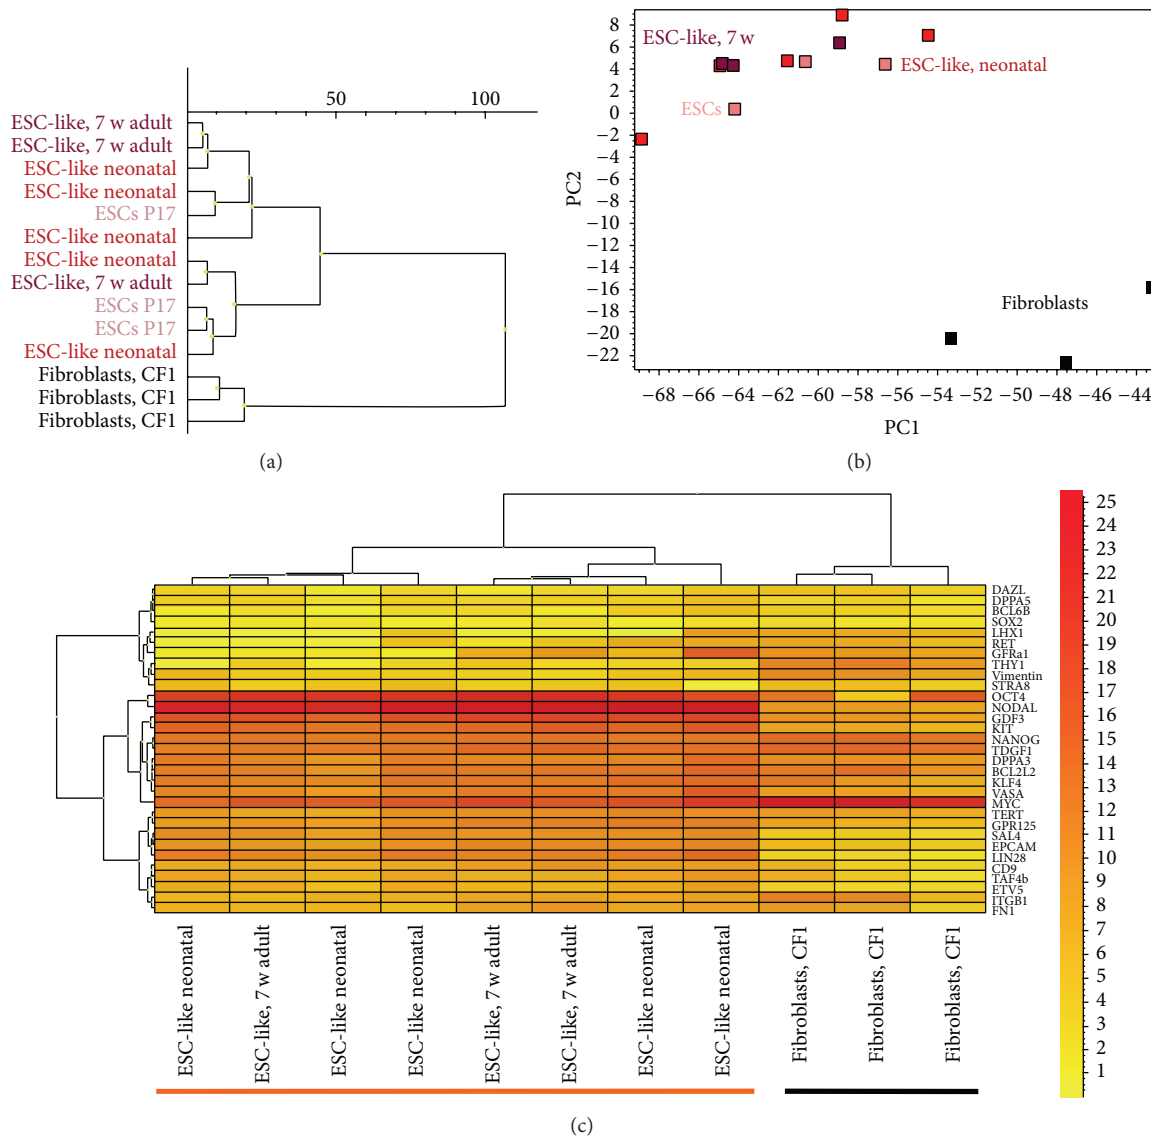 50 100
ESC-like, 7 w adult
ESC-like, 7 w adult
ESC-like neonatal
ESC-like neonatal
ESCs P17
ESC-like neonatal
ESC-like neonatal
ESC-like, 7 w adult
ESCs P17
ESCs P17
ESC-like neonatal
Fibroblasts, CF1
Fibroblasts, CF1
Fibroblasts, CF1
(a)
PC2
8
6
4
2
0
−2
−4
−6
−8
−10
−12
−14
−16
−18
−20
−22
ESC-like, 7 w
ESC-like, neonatal
ESCs
Fibroblasts
−68 −66 −64 −62 −60 −58 −56 −54 −52 −50 −48 −46 −44
PC1
(b)
DAZL
DPPA5
BCL6B
SOX2
LHX1
RET
GFRa1
THY1
Vimentin
STRA8
OCT4
NODAL
GDF3
KIT
NANOG
TDGF1
DPPA3
BCL2L2
KLF4
VASA
MYC
TERT
GPR125
SAL4
EPCAM
LIN28
CD9
TAF4b
ETV5
ITGB1
FN1
25
24
23
22
21
20
19
18
17
16
15
14
13
12
11
10
9
8
7
6
5
4
3
2
1
ESC-like neonatal
ESC-like, 7 w adult
ESC-like neonatal
ESC-like neonatal
ESC-like, 7 w adult
ESC-like, 7 w adult
ESC-like neonatal
ESC-like neonatal
Fibroblasts, CF1
Fibroblasts, CF1
Fibroblasts, CF1
(c)